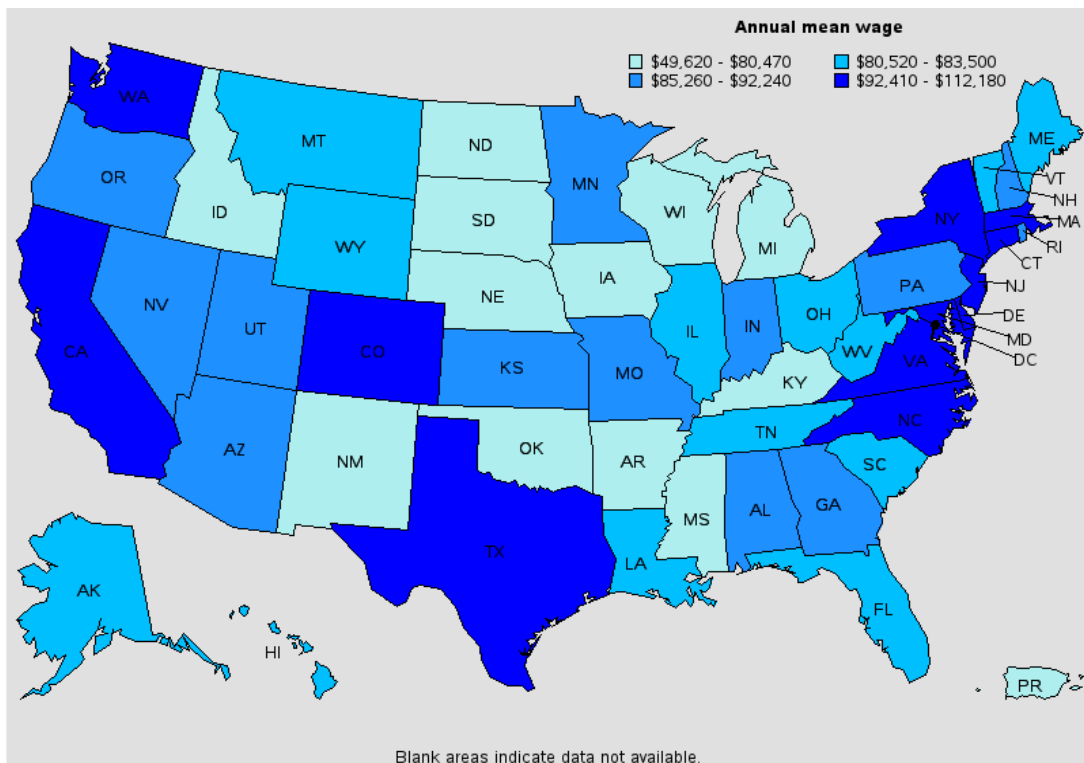 Annual mean wage
$49,620 - $80,470 $80,520 - $83,500
$85,260 - $92,240 $92,410 - $112,180
WA
MT
ND
MN
ME
VT
OR
ID
SD
WI
NH
NY
MA
WY
MI
RI
CT
IA
NE
PA
NJ
NV
UT
IL
IN
OH
DE
MD
CA
CO
WV
VA
DC
KS
MO
KY
NC
TN
AZ
NM
OK
AR
SC
MS
AL
GA
TX
LA
AK
FL
HI
PR
Blank areas indicate data not available.